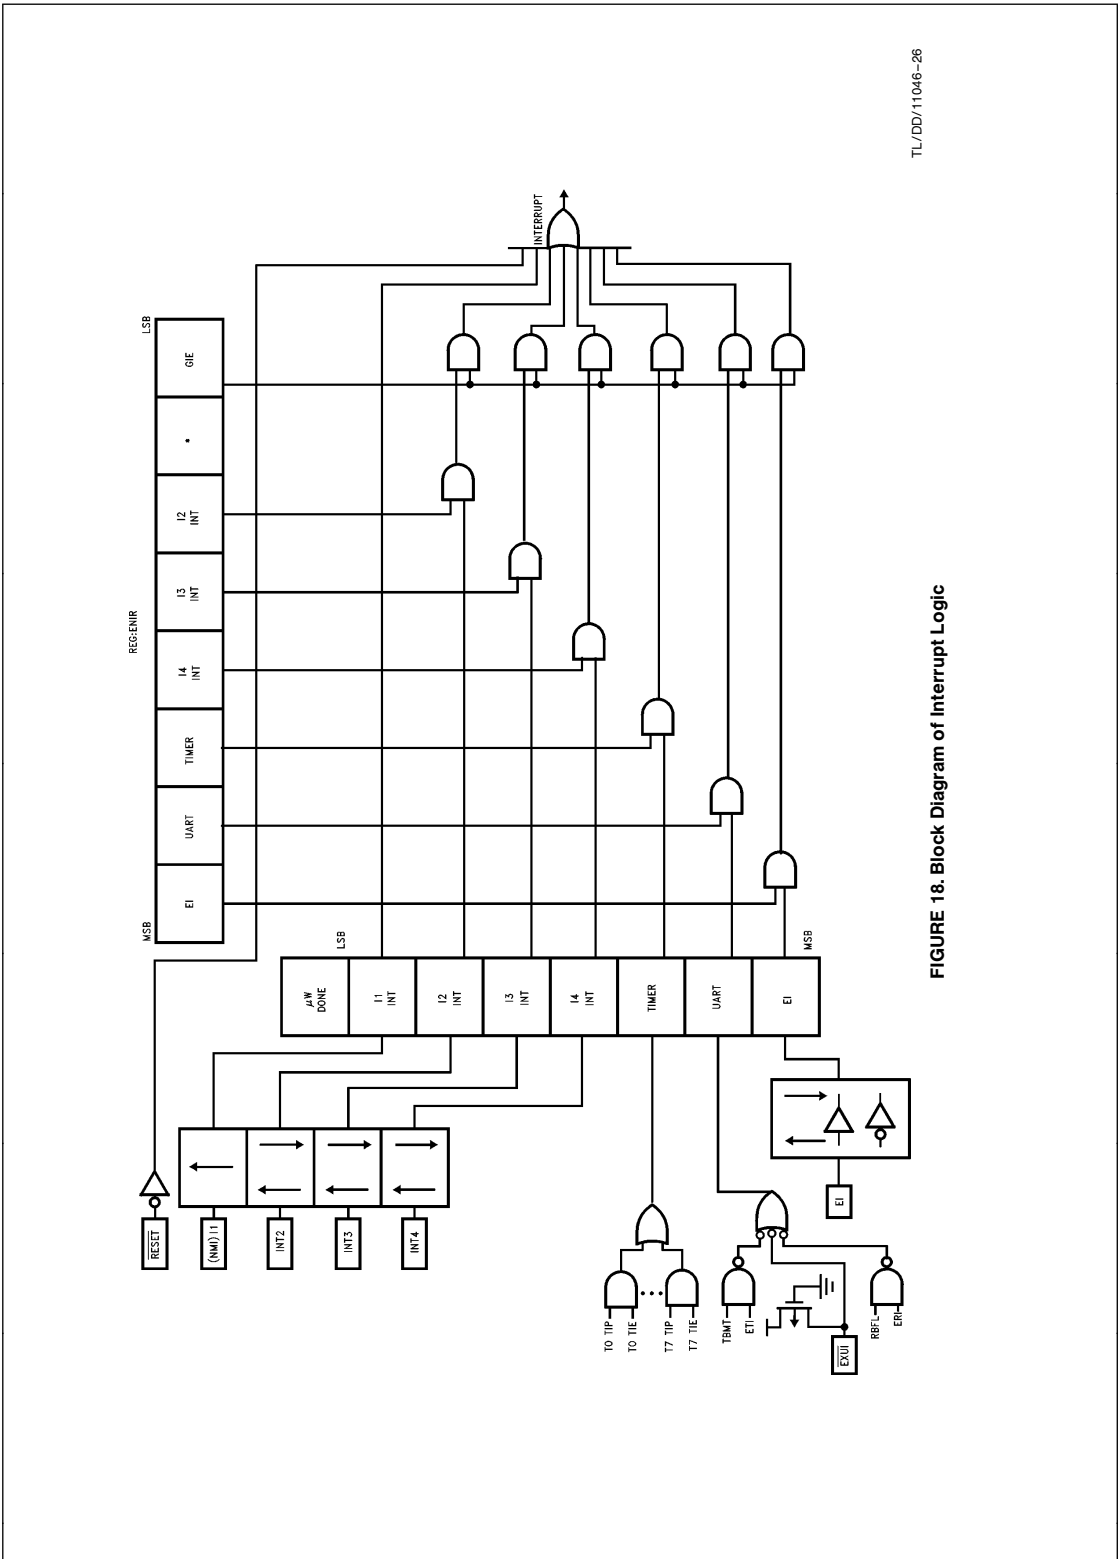 TL/DD/11046–26
REG:ENIR
MSB
LSB
EI
UART
TIMER
I4
INT
I3
INT
I2
INT
*
GIE
INTERRUPT
RESET
(NMI) I1
INT2
INT3
INT4
LSB
μW
DONE
I1
INT
I2
INT
I3
INT
I4
INT
TIMER
UART
EI
MSB
T0 TIP
T0 TIE
T7 TIP
T7 TIE
TBMT
ETI
EXUI
RBFL
ERI
EI
FIGURE 18. Block Diagram of Interrupt Logic